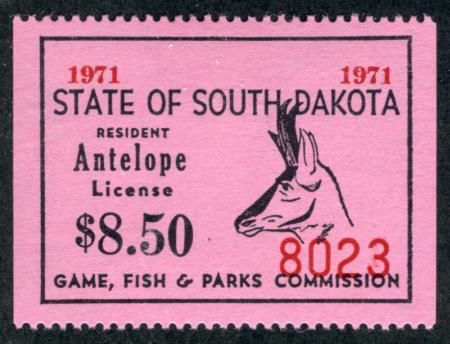 1971 1971
STATE OF SOUTH DAKOTA
RESIDENT
Antelope
License
$8.50
8023
GAME, FISH & PARKS COMMISSION